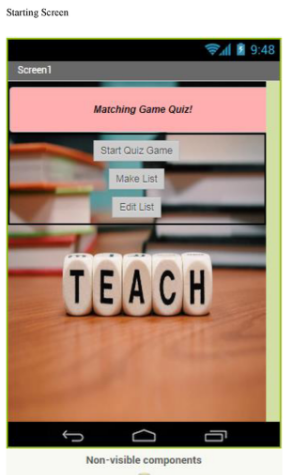 Starting Screen
9:48
Screen1
Matching Game Quiz!
Start Quiz Game
Make List
Edit List
TEACH
Non-visible components